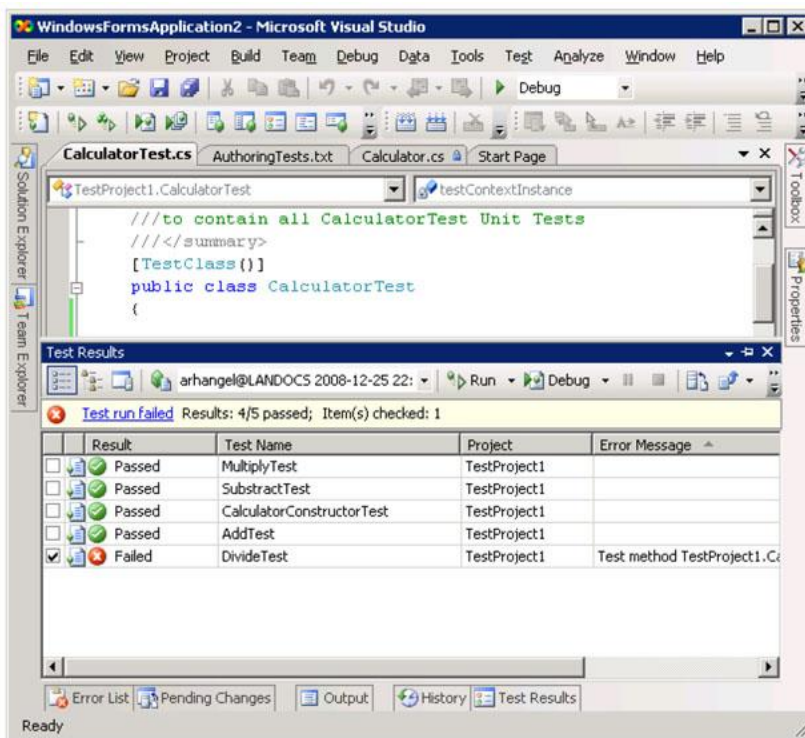 WindowsFormsApplication2 - Microsoft Visual Studio
File Edit View Project Build Team Debug Data Tools Test Analyze Window Help
Debug
CalculatorTest.cs AuthoringTests.txt Calculator.cs Start Page
TestProject1.CalculatorTest testContextInstance
///to contain all CalculatorTest Unit Tests
///</summary>
[TestClass()]
public class CalculatorTest
{
Solution Explorer
Team Explorer
Toolbox
Properties
Test Results
arhangel@LANDOCS 2008-12-25 22: Run Debug
Test run failed Results: 4/5 passed; Item(s) checked: 1
Result Test Name Project Error Message
Passed MultiplyTest TestProject1
Passed SubstractTest TestProject1
Passed CalculatorConstructorTest TestProject1
Passed AddTest TestProject1
Failed DivideTest TestProject1 Test method TestProject1.Ca
Error List Pending Changes Output History Test Results
Ready